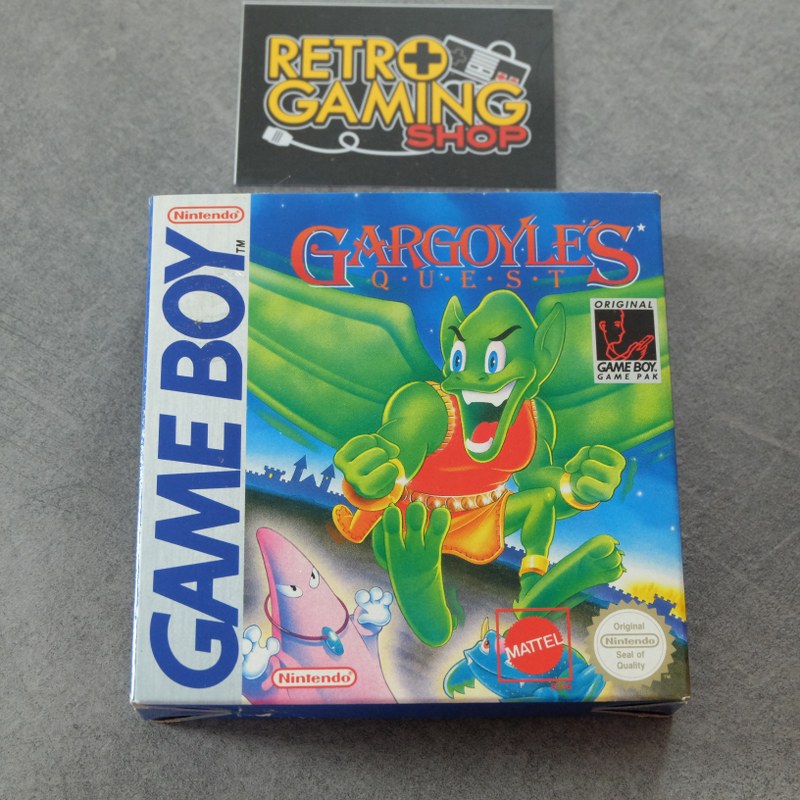 RETRO
GAMING
SHOP
Nintendo®
GAME BOY™
GARGOYLE'S
Q·U·E·S·T
ORIGINAL
GAME BOY
GAME PAK
MATTEL
Original
Nintendo
Seal of
Quality
Nintendo®